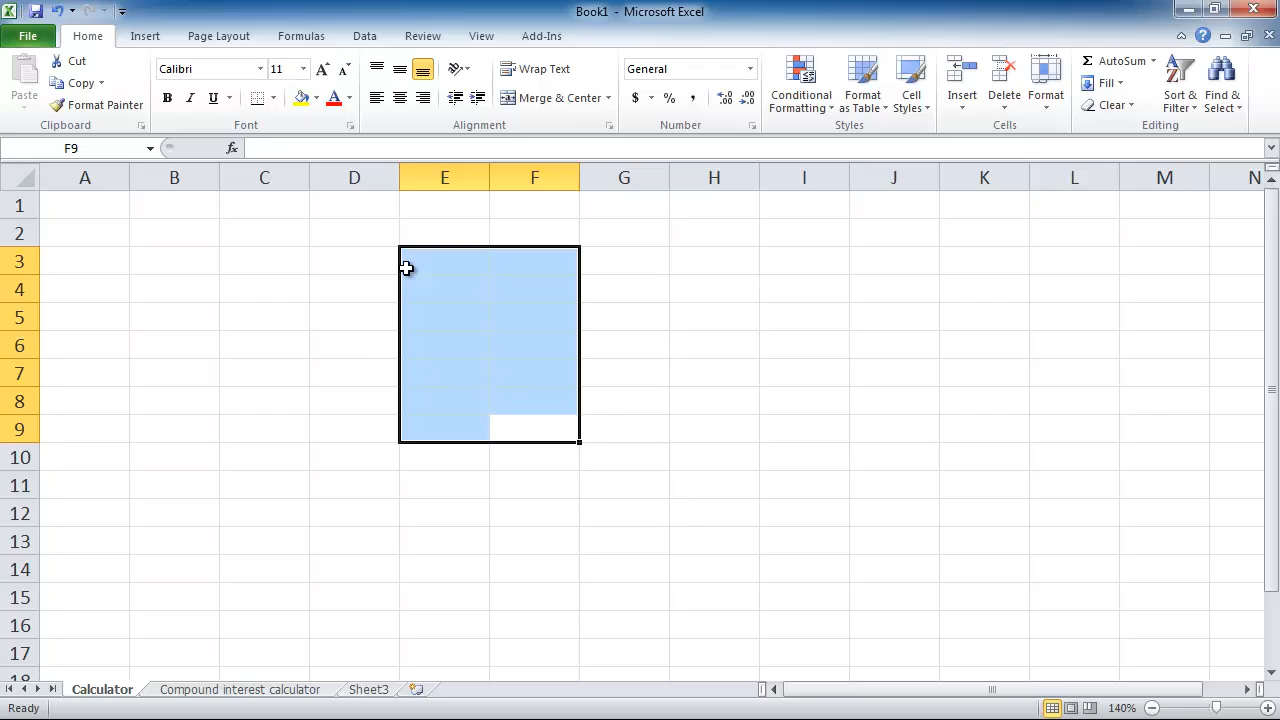 Book1 - Microsoft Excel
File Home Insert Page Layout Formulas Data Review View Add-Ins
Paste
Cut
Copy
Format Painter
Clipboard
Calibri 11
B I U
Font
Wrap Text
Merge & Center
Alignment
General
$ % ,
Number
Conditional Formatting
Format as Table
Cell Styles
Styles
Insert
Delete
Format
Cells
AutoSum
Fill
Clear
Sort & Filter
Find & Select
Editing
F9
fx
A B C D E F G H I J K L M N
1
2
3
4
5
6
7
8
9
10
11
12
13
14
15
16
17
18
Calculator Compound interest calculator Sheet3
Ready 140%